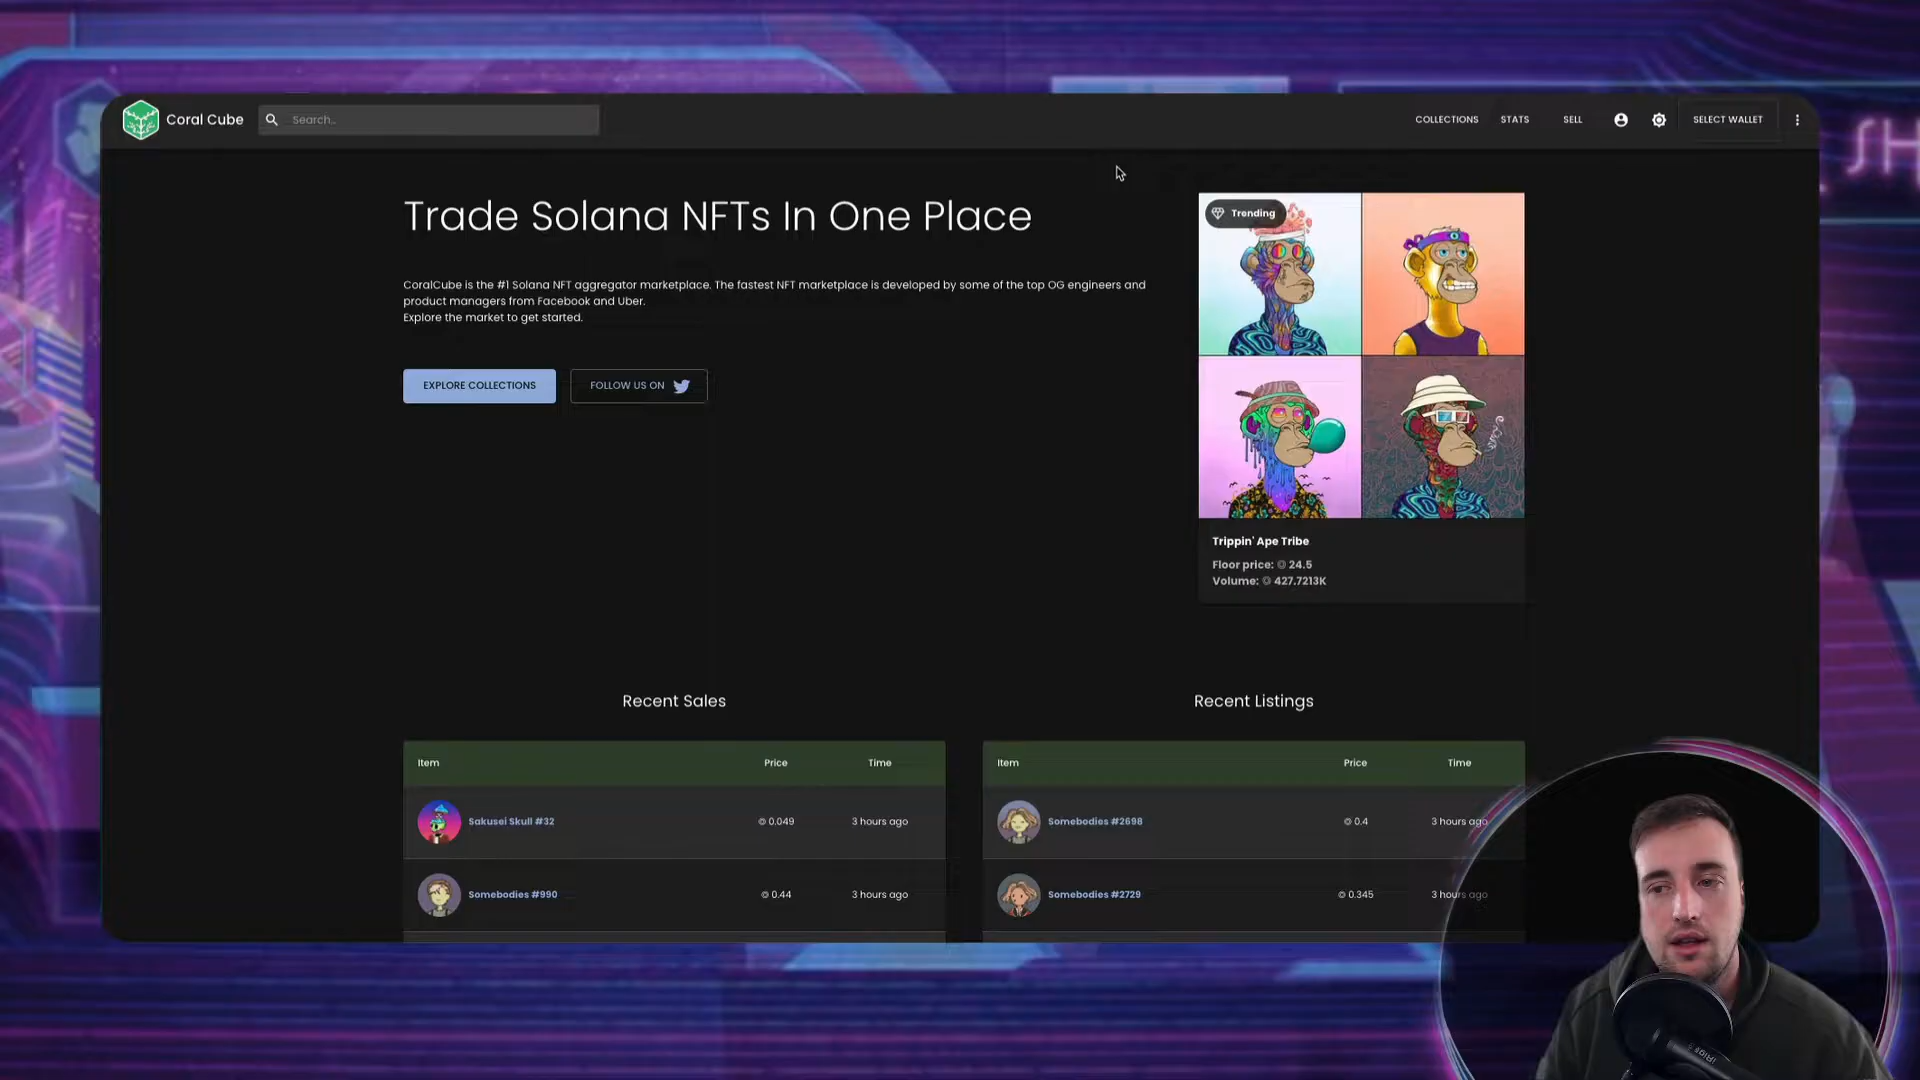 Coral Cube
Search...
COLLECTIONS
STATS
SELL
SELECT WALLET
SH
Trade Solana NFTs In One Place
CoralCube is the #1 Solana NFT aggregator marketplace. The fastest NFT marketplace is developed by some of the top OG engineers and
product managers from Facebook and Uber.
Explore the market to get started.
EXPLORE COLLECTIONS
FOLLOW US ON
Trending
Trippin' Ape Tribe
Floor price: 24.5
Volume: 427.7213K
Recent Sales
Item Price Time
Sakusei Skull #32 0.049 3 hours ago
Somebodies #990 0.44 3 hours ago
Recent Listings
Item Price Time
Somebodies #2698 0.4 3 hours ago
Somebodies #2729 0.345 3 hours ago
iRig